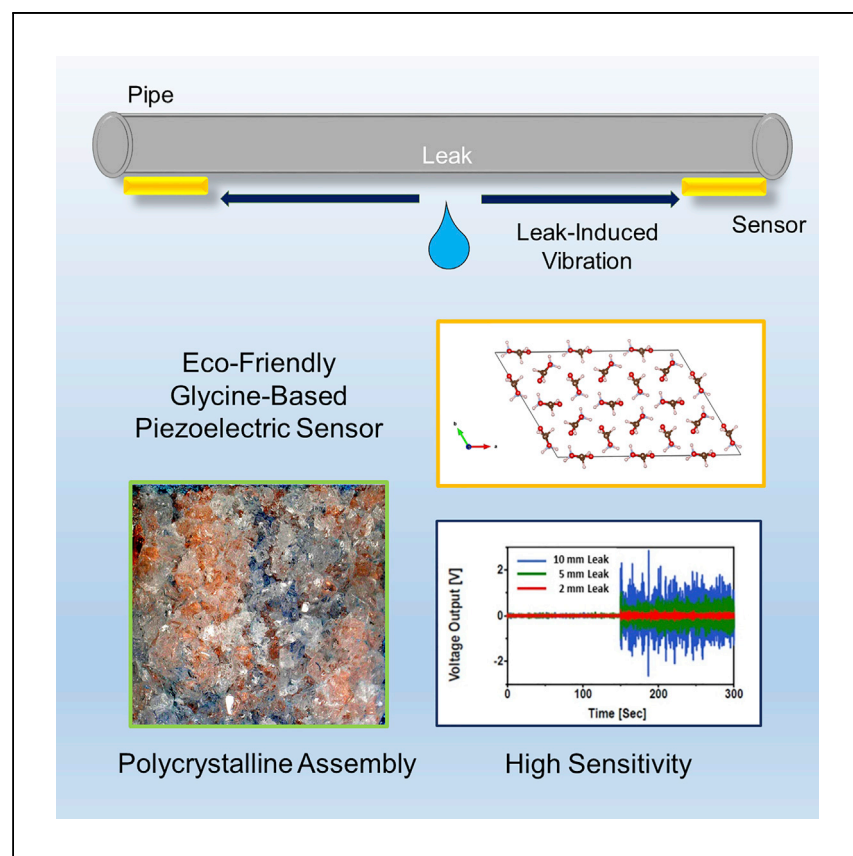 Pipe
Leak
Leak-Induced
Vibration
Sensor
Eco-Friendly
Glycine-Based
Piezoelectric Sensor
b
a
Voltage Output [V]
2
0
-2
10 mm Leak
5 mm Leak
2 mm Leak
0
100
200
300
Time [Sec]
Polycrystalline Assembly
High Sensitivity